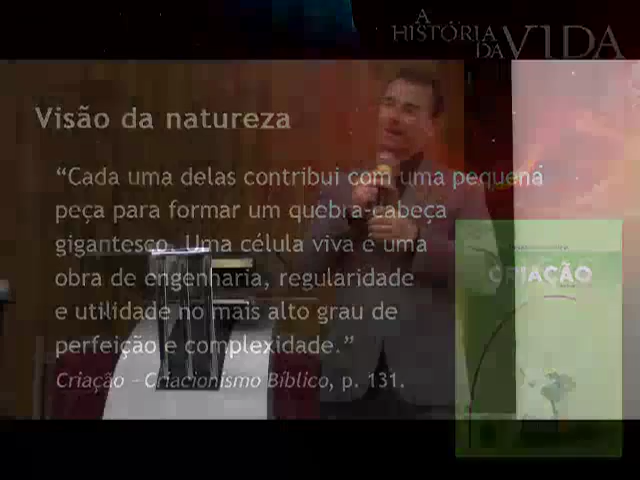 A
HISTÓRIA
DA VIDA
Visão da natureza
“Cada uma delas contribui com uma pequena
peça para formar um quebra-cabeça
gigantesco. Uma célula viva é uma
obra de engenharia, regularidade
e utilidade no mais alto grau de
perfeição e complexidade.”
Criação – Criacionismo Bíblico, p. 131.
CRIAÇÃO